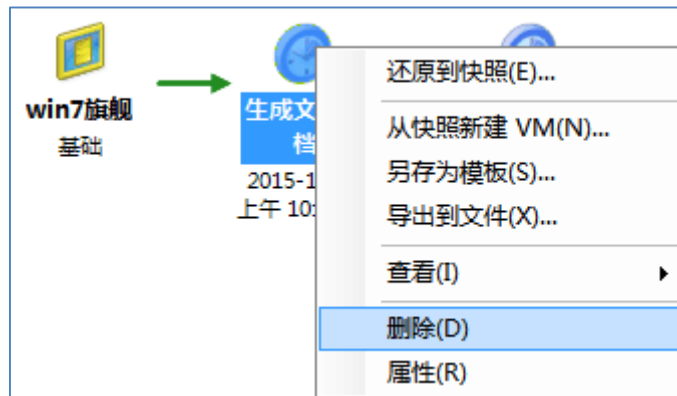 win7旗舰
基础
生成文
档
2015-1
上午 10:
还原到快照(E)...
从快照新建 VM(N)...
另存为模板(S)...
导出到文件(X)...
查看(I)
删除(D)
属性(R)